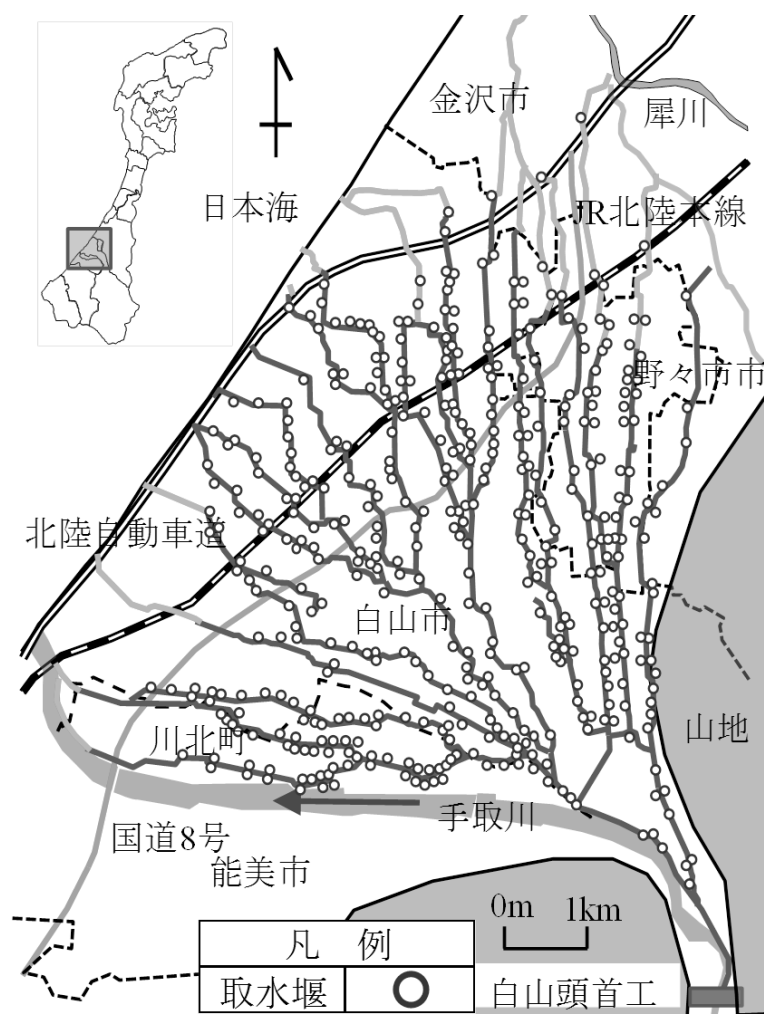 金沢市
犀川
日本海
JR北陸本線
野々市市
北陸自動車道
白山市
山地
川北町
手取川
国道8号
能美市
0m 1km
凡 例
取水堰
白山頭首工